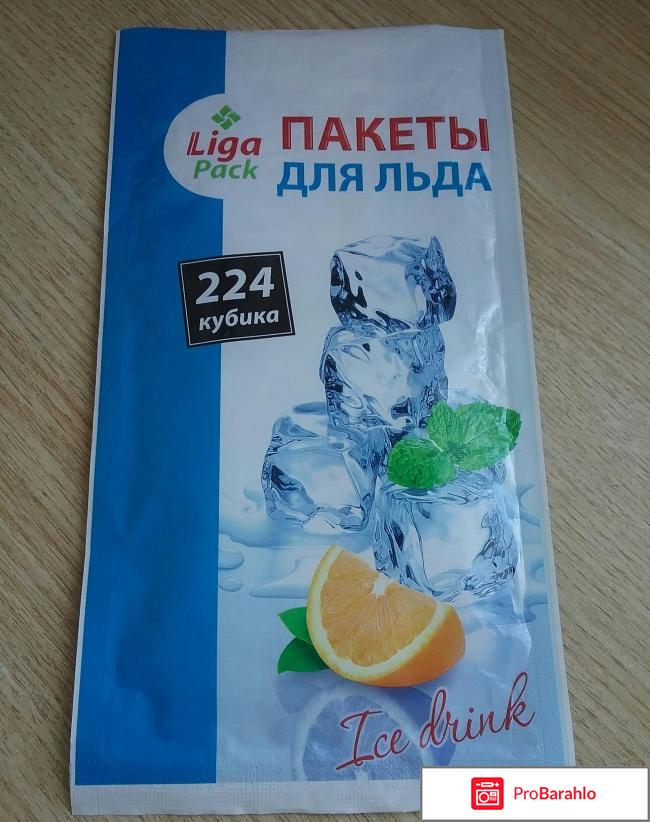 Liga
Pack
ПАКЕТЫ
ДЛЯ ЛЬДА
224
кубика
Ice drink
ProBarahlo